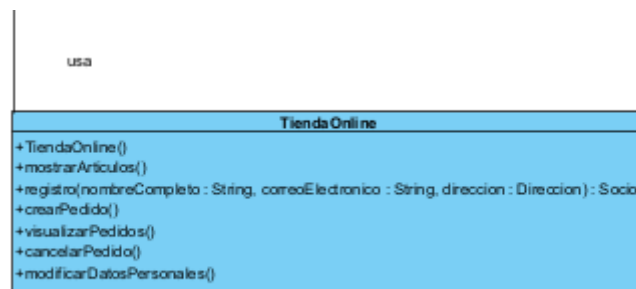 usa
TiendaOnline
+TiendaOnline()
+mostrarArticulos()
+registro(nombreCompleto : String, correoElectronico : String, direccion : Direccion) : Socio
+crearPedido()
+visualizarPedidos()
+cancelarPedido()
+modificarDatosPersonales()